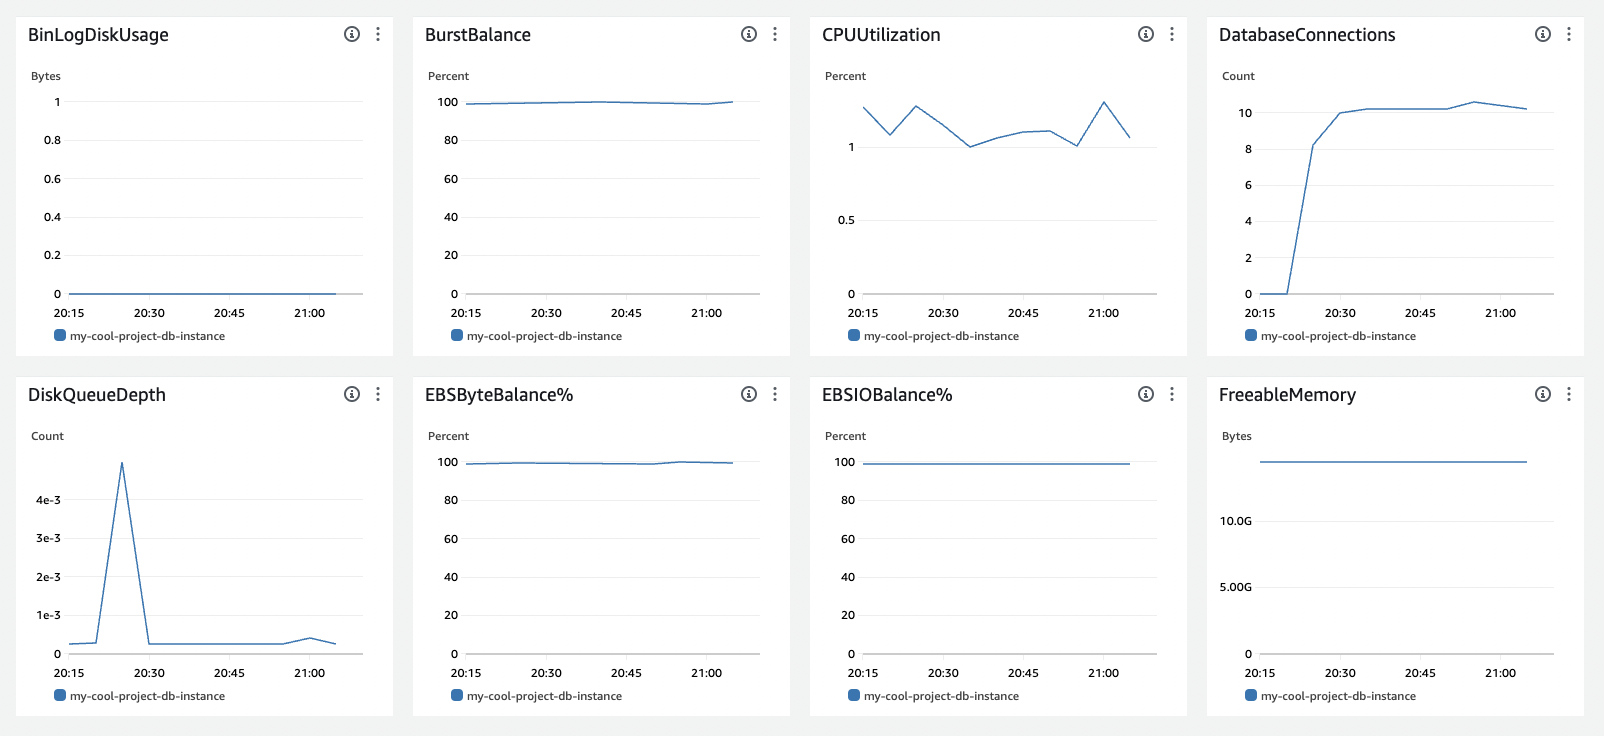 BinLogDiskUsage
Bytes
1
0.8
0.6
0.4
0.2
0
20:15 20:30 20:45 21:00
my-cool-project-db-instance
BurstBalance
Percent
100
80
60
40
20
0
20:15 20:30 20:45 21:00
my-cool-project-db-instance
CPUUtilization
Percent
1
0.5
0
20:15 20:30 20:45 21:00
my-cool-project-db-instance
DatabaseConnections
Count
10
8
6
4
2
0
20:15 20:30 20:45 21:00
my-cool-project-db-instance
DiskQueueDepth
Count
4e-3
3e-3
2e-3
1e-3
0
20:15 20:30 20:45 21:00
my-cool-project-db-instance
EBSByteBalance%
Percent
100
80
60
40
20
0
20:15 20:30 20:45 21:00
my-cool-project-db-instance
EBSIOBalance%
Percent
100
80
60
40
20
0
20:15 20:30 20:45 21:00
my-cool-project-db-instance
FreeableMemory
Bytes
10.0G
5.00G
0
20:15 20:30 20:45 21:00
my-cool-project-db-instance